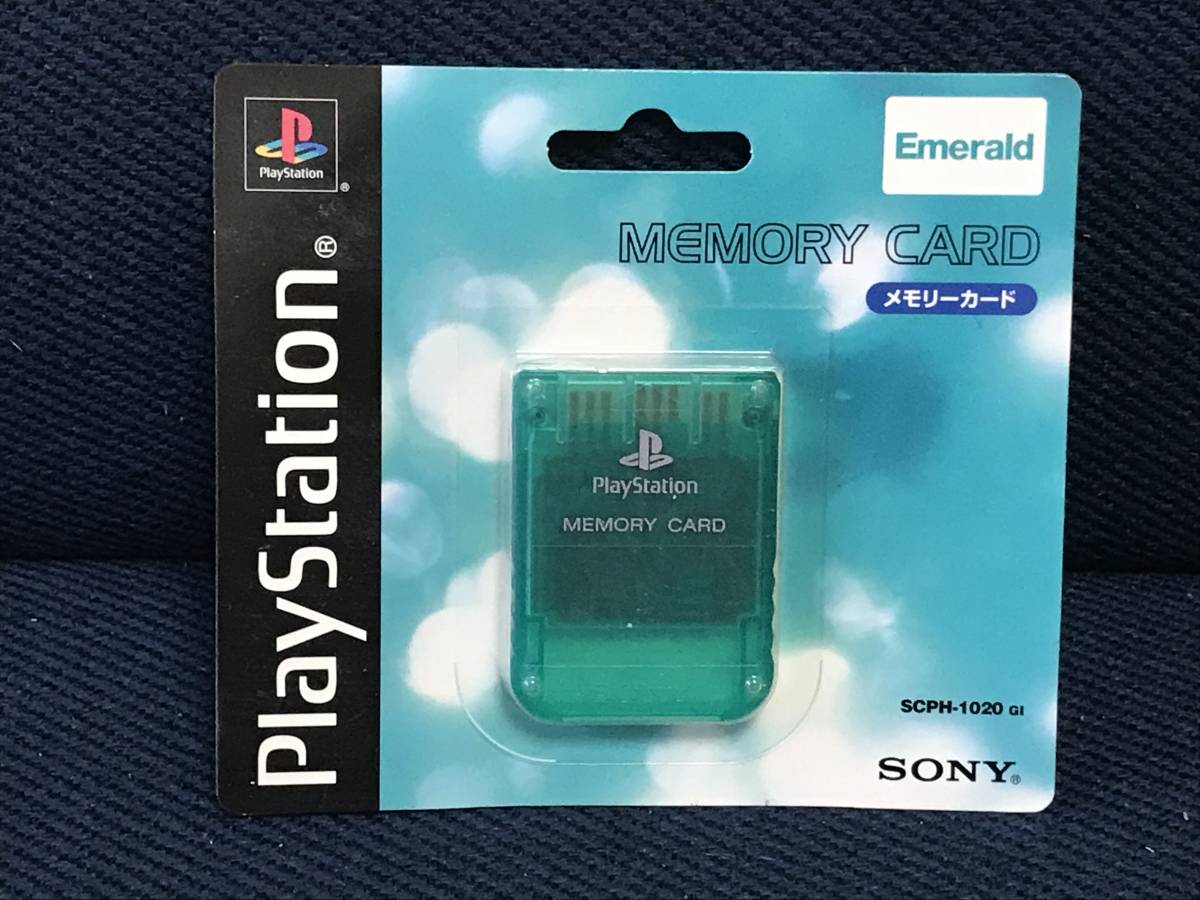 PlayStation
®
PlayStation®
Emerald
MEMORY CARD
メモリーカード
PlayStation
MEMORY CARD
SCPH-1020 GI
SONY®